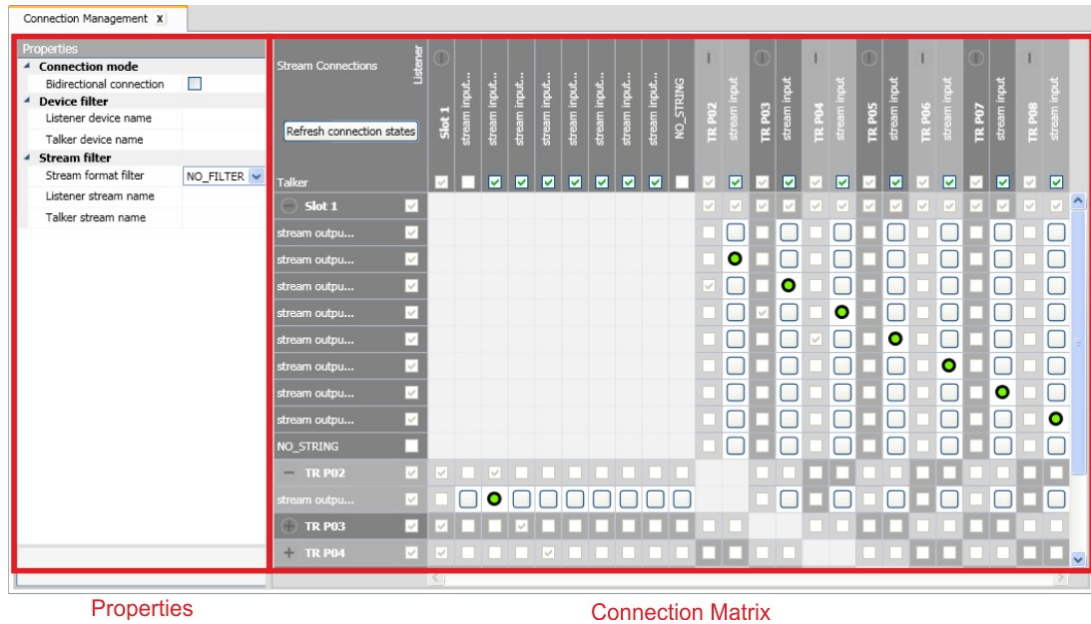 Connection Management x
Properties
Connection mode
Bidirectional connection
Device filter
Listener device name
Talker device name
Stream filter
Stream format filter NO_FILTER
Listener stream name
Talker stream name
Stream Connections
Refresh connection states
Talker
Listener
Slot 1
stream input...
stream input...
stream input...
stream input...
stream input...
stream input...
stream input...
stream input...
NO_STRING
TR P02
stream input
TR P03
stream input
TR P04
stream input
TR P05
stream input
TR P06
stream input
TR P07
stream input
TR P08
stream input
Slot 1
stream outpu...
stream outpu...
stream outpu...
stream outpu...
stream outpu...
stream outpu...
stream outpu...
stream outpu...
NO_STRING
TR P02
stream outpu...
TR P03
TR P04
Properties
Connection Matrix